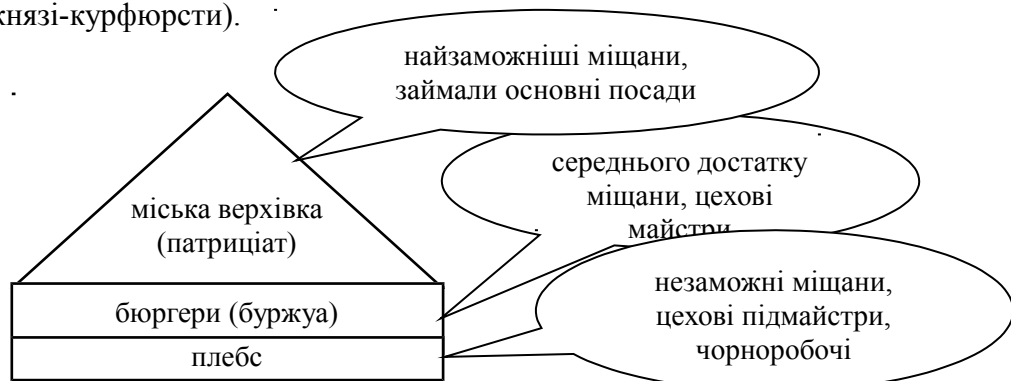 князі-курфюрсти).
найзаможніші міщани,
займали основні посади
середнього достатку
міщани, цехові
майстри
міська верхівка
(патриціат)
незаможні міщани,
цехові підмайстри,
чорноробочі
бюргери (буржуа)
плебс